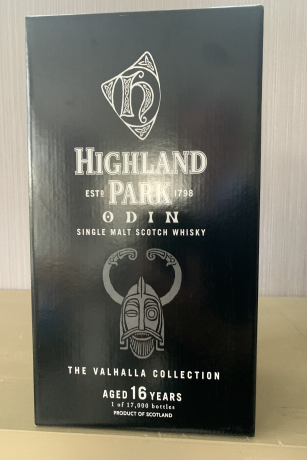 H
HIGHLAND
ESTD PARK 1798
ODIN
SINGLE MALT SCOTCH WHISKY
THE VALHALLA COLLECTION
AGED 16 YEARS
1 of 17,000 bottles
PRODUCT OF SCOTLAND